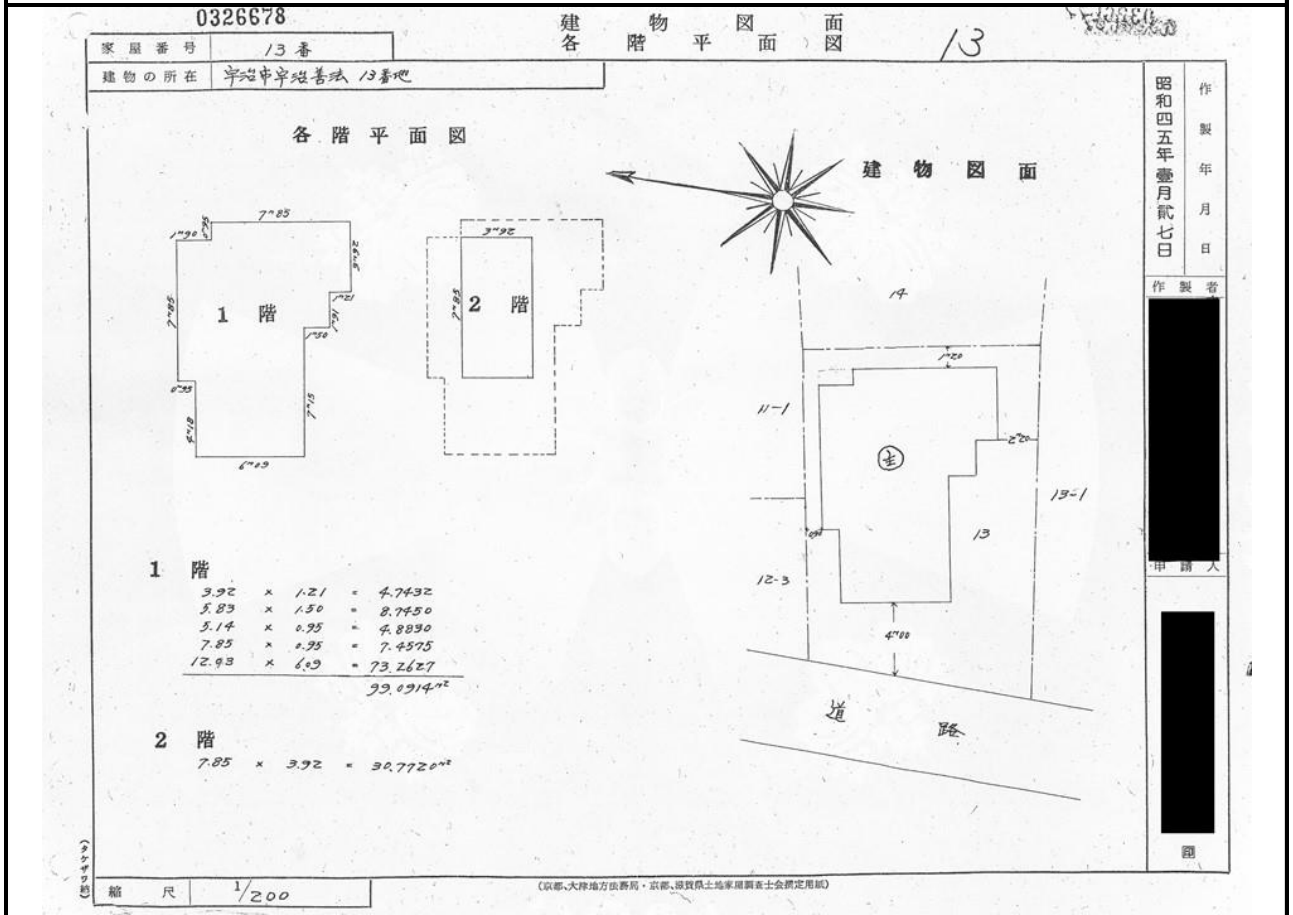 0326678
建物図面
各階平面図
13
家屋番号 13番
建物の所在 宇治市宇治善法 13番地
作製年月日
昭和四五年壹月貮七日
作製者
申請人
各階平面図
建物図面
7m85
0m95
1m90
3m92
1m21
1m91
1m50
7m85
1階
0m95
4m18
7m15
6m09
3m92
7m85
2階
14
1m20
11-1
主
2m20
13-1
13
12-3
4m00
道路
1階
3.92 × 1.21 = 4.7432
5.83 × 1.50 = 8.7450
5.14 × 0.95 = 4.8830
7.85 × 0.95 = 7.4575
12.03 × 6.09 = 73.2627
99.0914m2
2階
7.85 × 3.92 = 30.7720m2
縮尺 1/200
(京都、大津地方法務局・京都、滋賀県土地家屋調査士会撰定用紙)